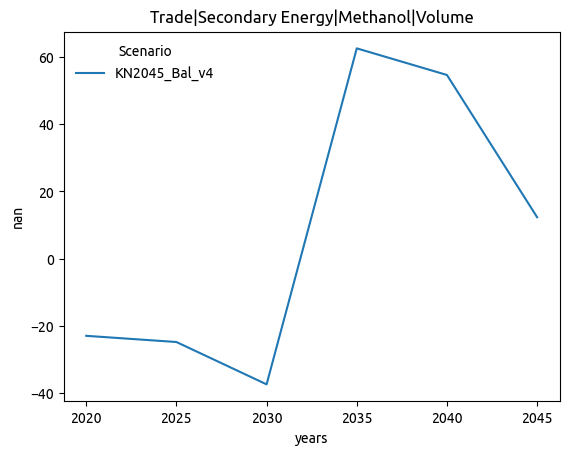 Trade|Secondary Energy|Methanol|Volume
Scenario
KN2045_Bal_v4
60
40
20
0
−20
−40
nan
2020 2025 2030 2035 2040 2045
years